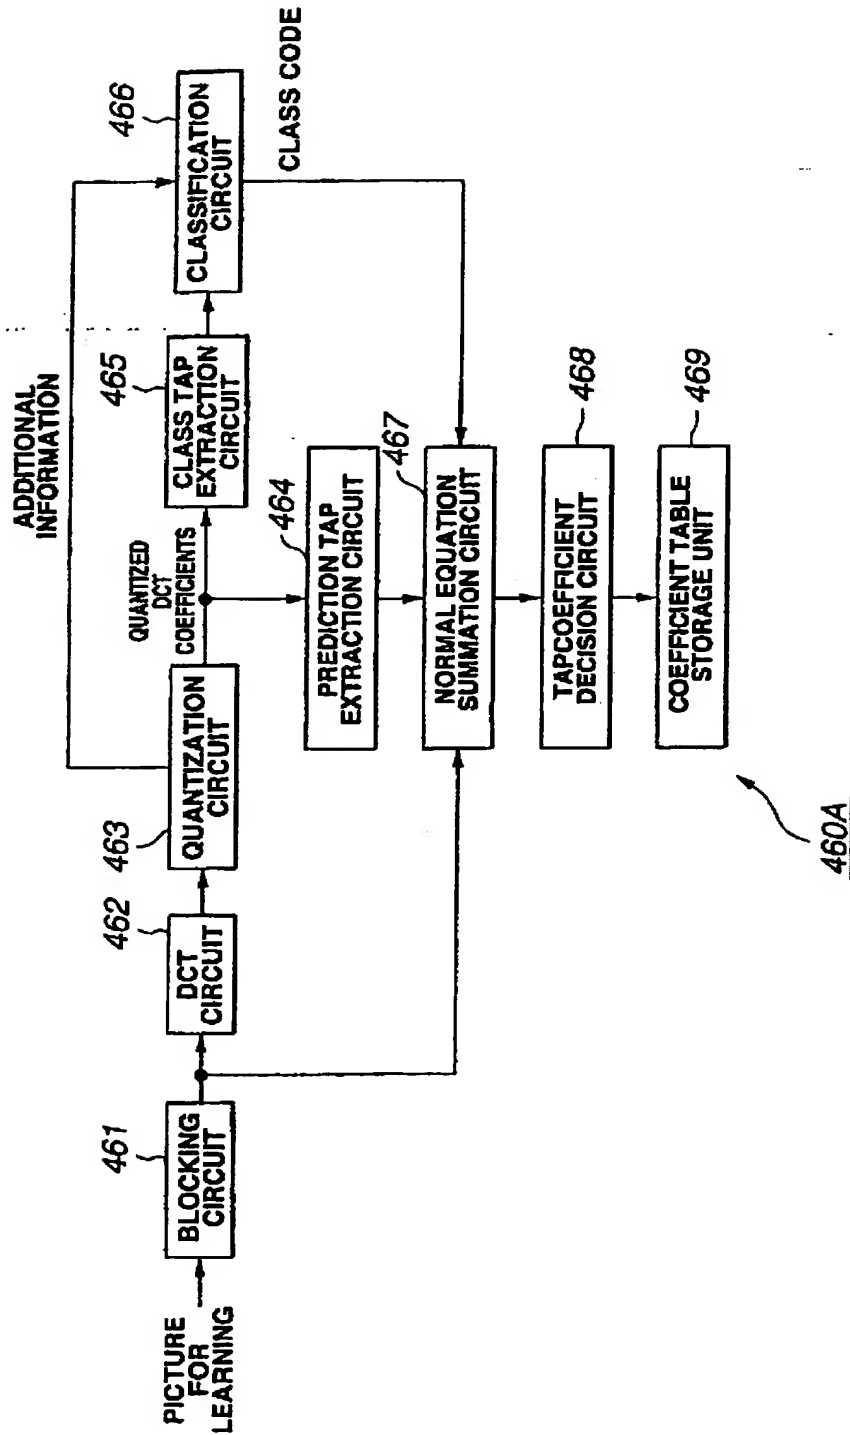 PICTURE
FOR
LEARNING
461
BLOCKING
CIRCUIT
462
DCT
CIRCUIT
463
QUANTIZATION
CIRCUIT
ADDITIONAL
INFORMATION
QUANTIZED
DCT
COEFFICIENTS
465
CLASS TAP
EXTRACTION
CIRCUIT
466
CLASSIFICATION
CIRCUIT
CLASS CODE
464
PREDICTION TAP
EXTRACTION CIRCUIT
467
NORMAL EQUATION
SUMMATION CIRCUIT
468
TAPCOEFFICIENT
DECISION CIRCUIT
469
COEFFICIENT TABLE
STORAGE UNIT
460A